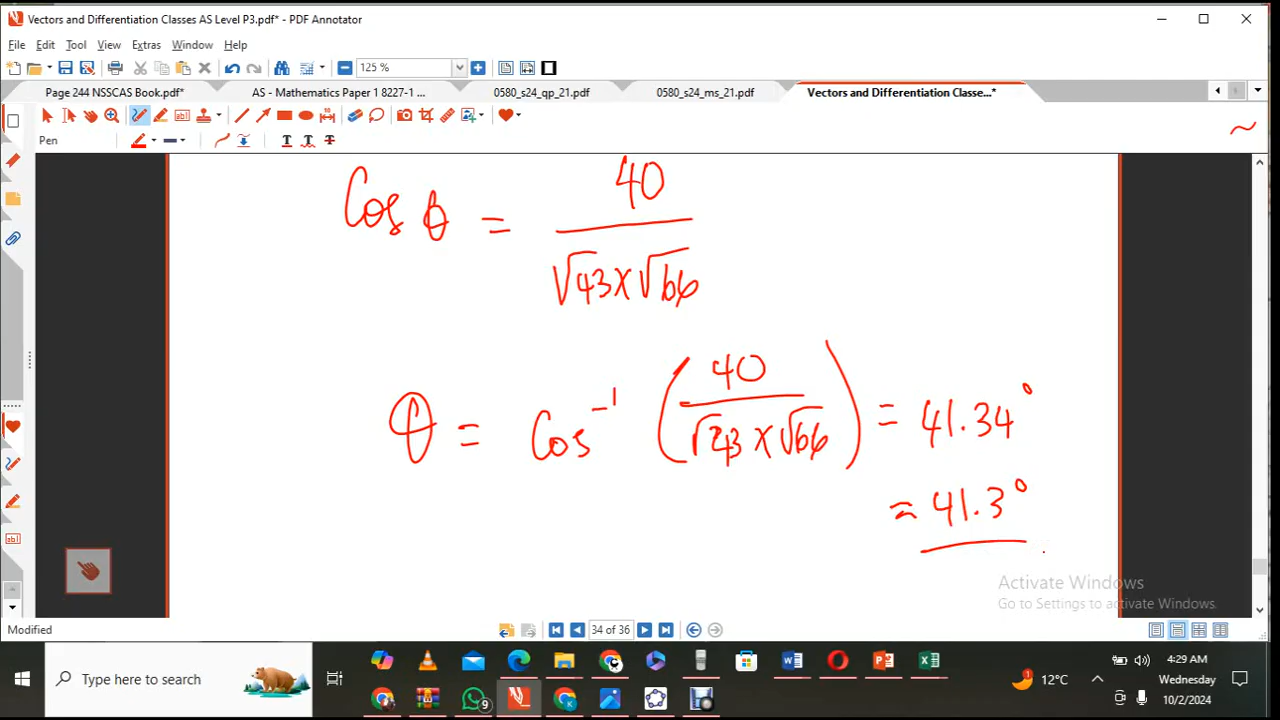 Vectors and Differentiation Classes AS Level P3.pdf* - PDF Annotator
File Edit Tool View Extras Window Help
125 %
Page 244 NSSCAS Book.pdf* AS - Mathematics Paper 1 8227-1 ... 0580_s24_qp_21.pdf 0580_s24_ms_21.pdf Vectors and Differentiation Classe...*
Pen
Cos θ = 40
√43 x √66
θ = Cos⁻¹ ( 40 / √43 x √66 ) = 41.34°
= 41.3°
Activate Windows
Go to Settings to activate Windows.
Modified 34 of 36
Type here to search 9 12°C 4:29 AM
Wednesday
10/2/2024